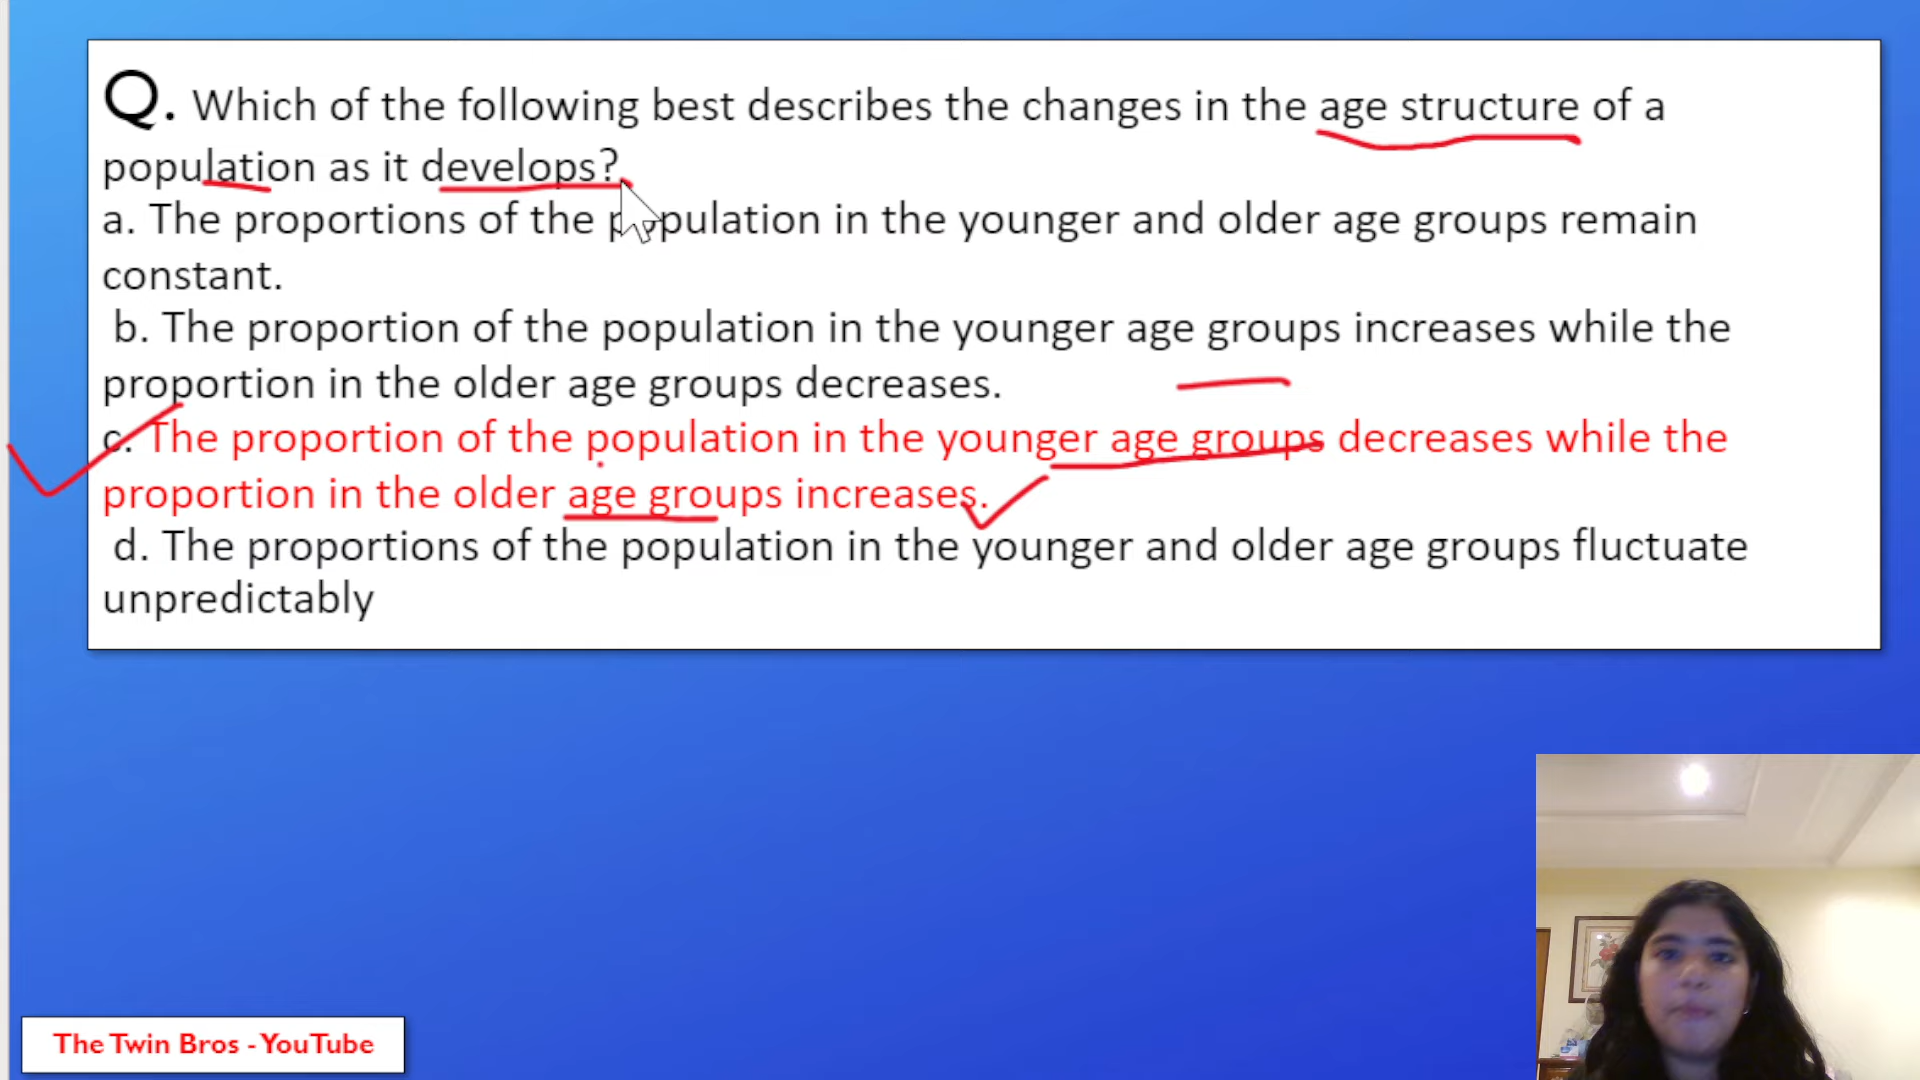 Q. Which of the following best describes the changes in the age structure of a
population as it develops?
a. The proportions of the population in the younger and older age groups remain
constant.
b. The proportion of the population in the younger age groups increases while the
proportion in the older age groups decreases.
c. The proportion of the population in the younger age groups decreases while the
proportion in the older age groups increases.
d. The proportions of the population in the younger and older age groups fluctuate
unpredictably
The Twin Bros - YouTube